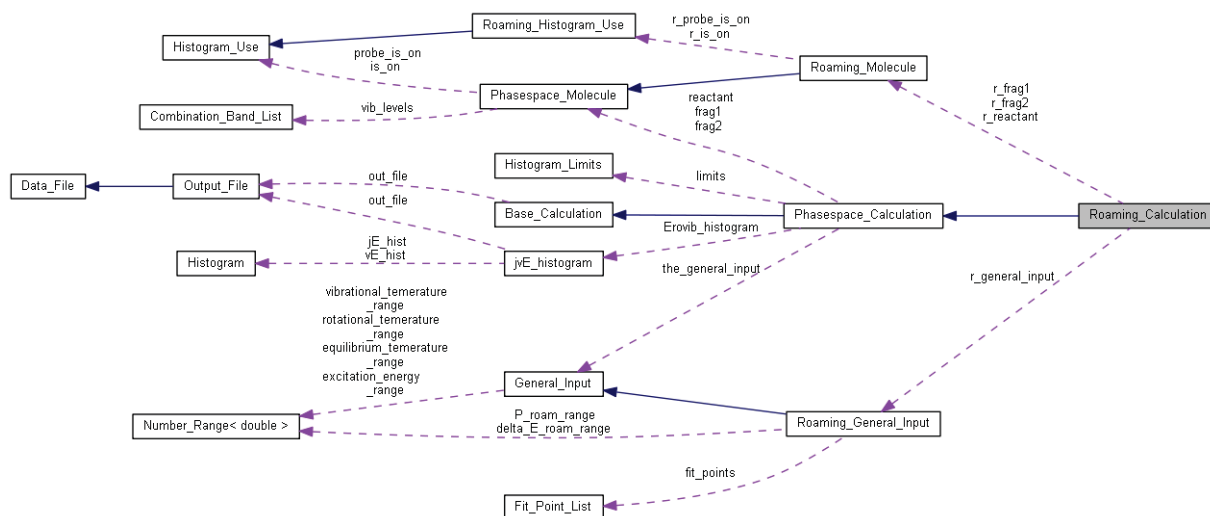 Roaming_Histogram_Use
r_probe_is_on
r_is_on
Histogram_Use
probe_is_on
is_on
Roaming_Molecule
Phasespace_Molecule
reactant
frag1
frag2
r_frag1
r_frag2
r_reactant
Combination_Band_List
vib_levels
Histogram_Limits
limits
Data_File
Output_File
out_file
out_file
Base_Calculation
Phasespace_Calculation
Roaming_Calculation
Erovib_histogram
Histogram
jE_hist
vE_hist
jvE_histogram
the_general_input
r_general_input
vibrational_temerature
_range
rotational_temerature
_range
equilibrium_temerature
_range
excitation_energy
_range
General_Input
Number_Range< double >
P_roam_range
delta_E_roam_range
Roaming_General_Input
fit_points
Fit_Point_List